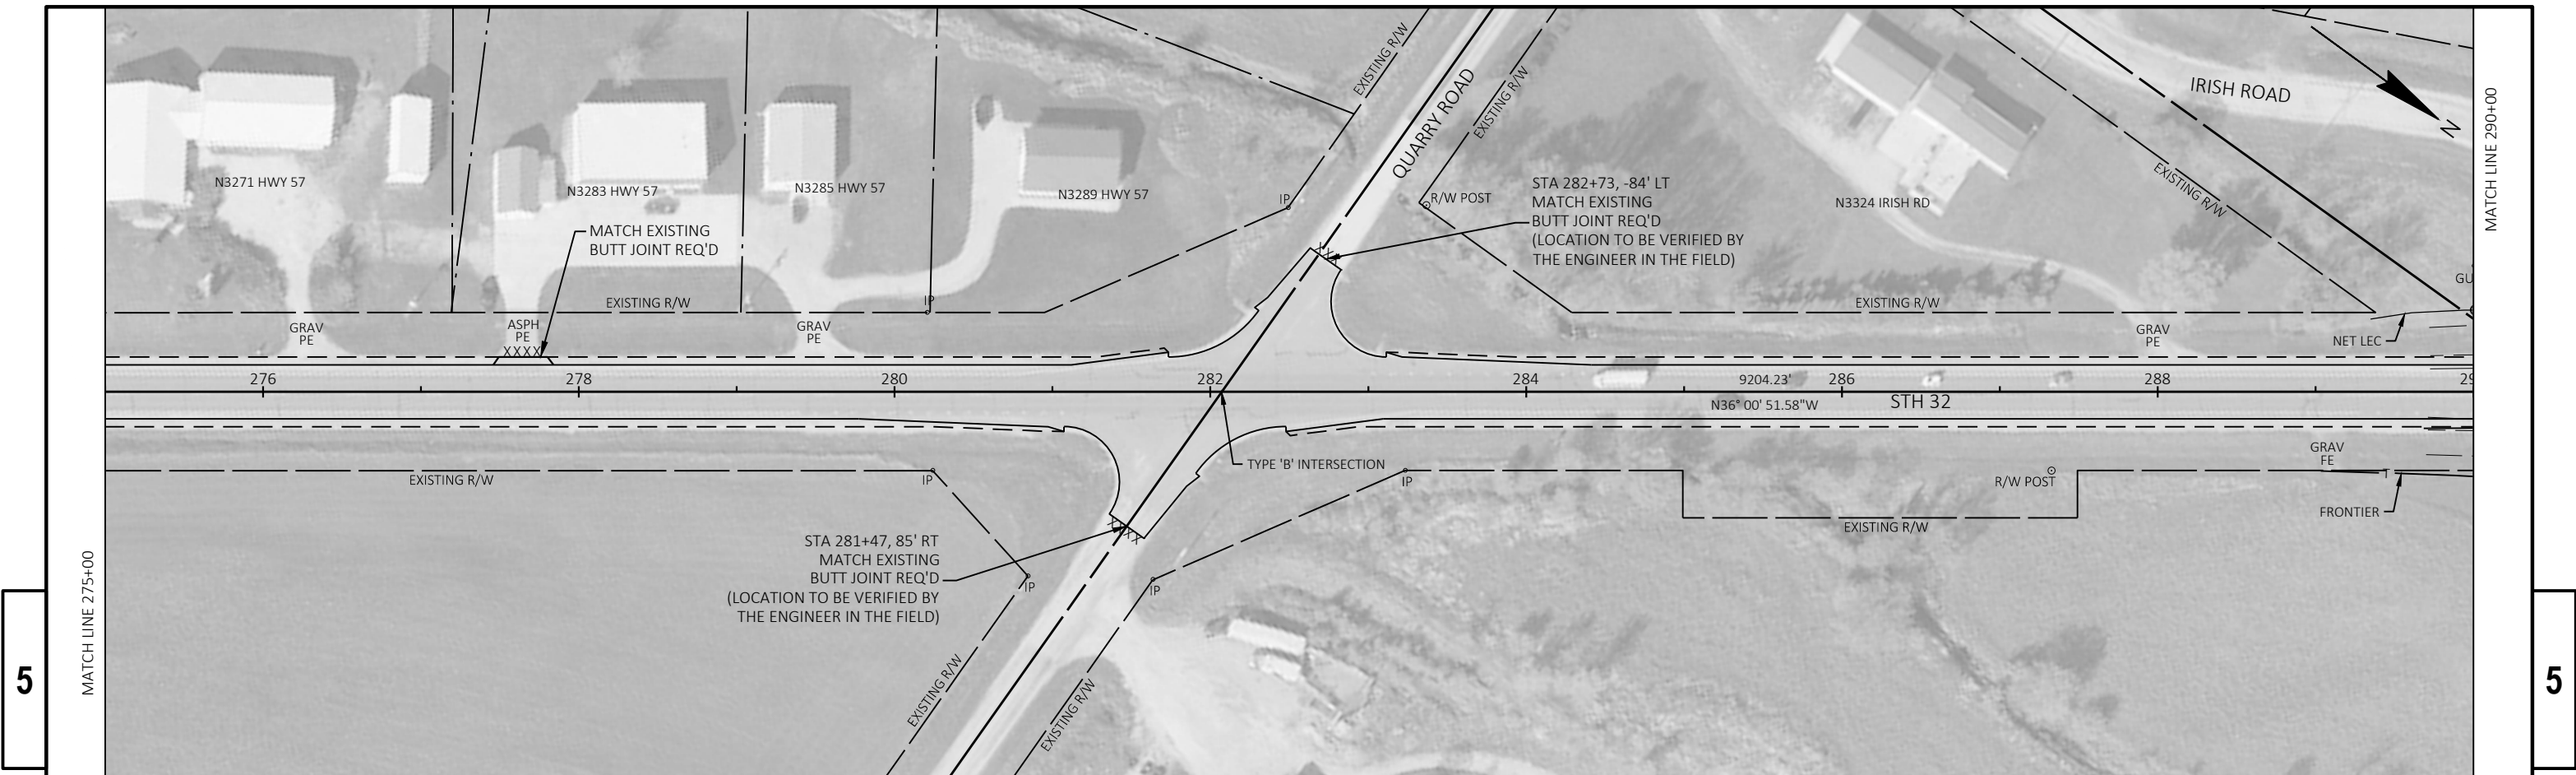 EXISTING R/W
QUARRY ROAD
EXISTING R/W
IRISH ROAD
N
MATCH LINE 290+00
N3271 HWY 57
N3283 HWY 57
N3285 HWY 57
N3289 HWY 57
IP
R/W POST
STA 282+73, -84' LT
MATCH EXISTING
BUTT JOINT REQ'D
(LOCATION TO BE VERIFIED BY
THE ENGINEER IN THE FIELD)
N3324 IRISH RD
EXISTING R/W
MATCH EXISTING
BUTT JOINT REQ'D
EXISTING R/W
IP
EXISTING R/W
GU
GRAV
PE
ASPH
PE
XXXX
GRAV
PE
GRAV
PE
NET LEC
276
278
280
282
284
9204.23'
286
288
29
N36° 00' 51.58"W
STH 32
TYPE 'B' INTERSECTION
GRAV
FE
EXISTING R/W
IP
IP
R/W POST
T
EXISTING R/W
FRONTIER
STA 281+47, 85' RT
MATCH EXISTING
BUTT JOINT REQ'D
(LOCATION TO BE VERIFIED BY
THE ENGINEER IN THE FIELD)
IP
IP
MATCH LINE 275+00
EXISTING R/W
EXISTING R/W
5
5